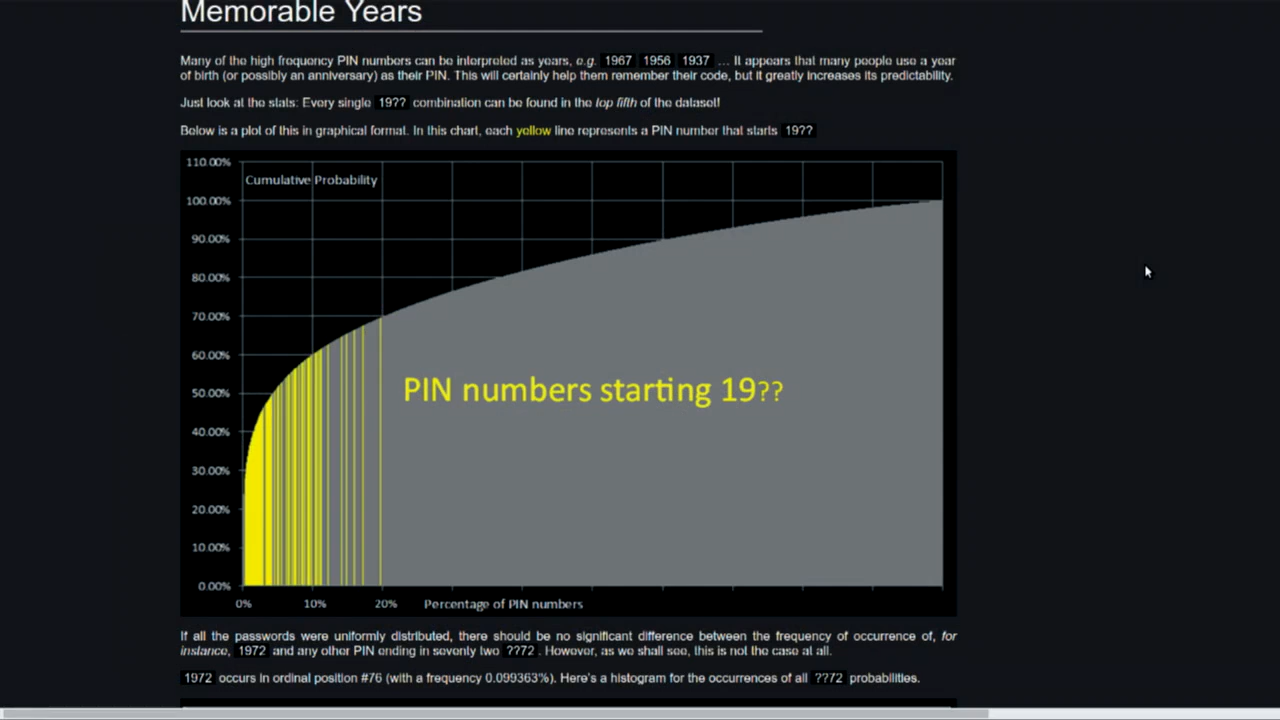 Memorable Years
Many of the high frequency PIN numbers can be interpreted as years, e.g. 1967 1956 1937 ... It appears that many people use a year
of birth (or possibly an anniversary) as their PIN. This will certainly help them remember their code, but it greatly increases its predictability.
Just look at the stats: Every single 19?? combination can be found in the top fifth of the dataset!
Below is a plot of this in graphical format. In this chart, each yellow line represents a PIN number that starts 19??
110.00%
Cumulative Probability
100.00%
90.00%
80.00%
70.00%
60.00%
50.00%
PIN numbers starting 19??
40.00%
30.00%
20.00%
10.00%
0.00%
0% 10% 20% Percentage of PIN numbers
If all the passwords were uniformly distributed, there should be no significant difference between the frequency of occurrence of, for
instance, 1972 and any other PIN ending in seventy two ??72 . However, as we shall see, this is not the case at all.
1972 occurs in ordinal position #76 (with a frequency 0.099363%). Here's a histogram for the occurrences of all ??72 probabilities.